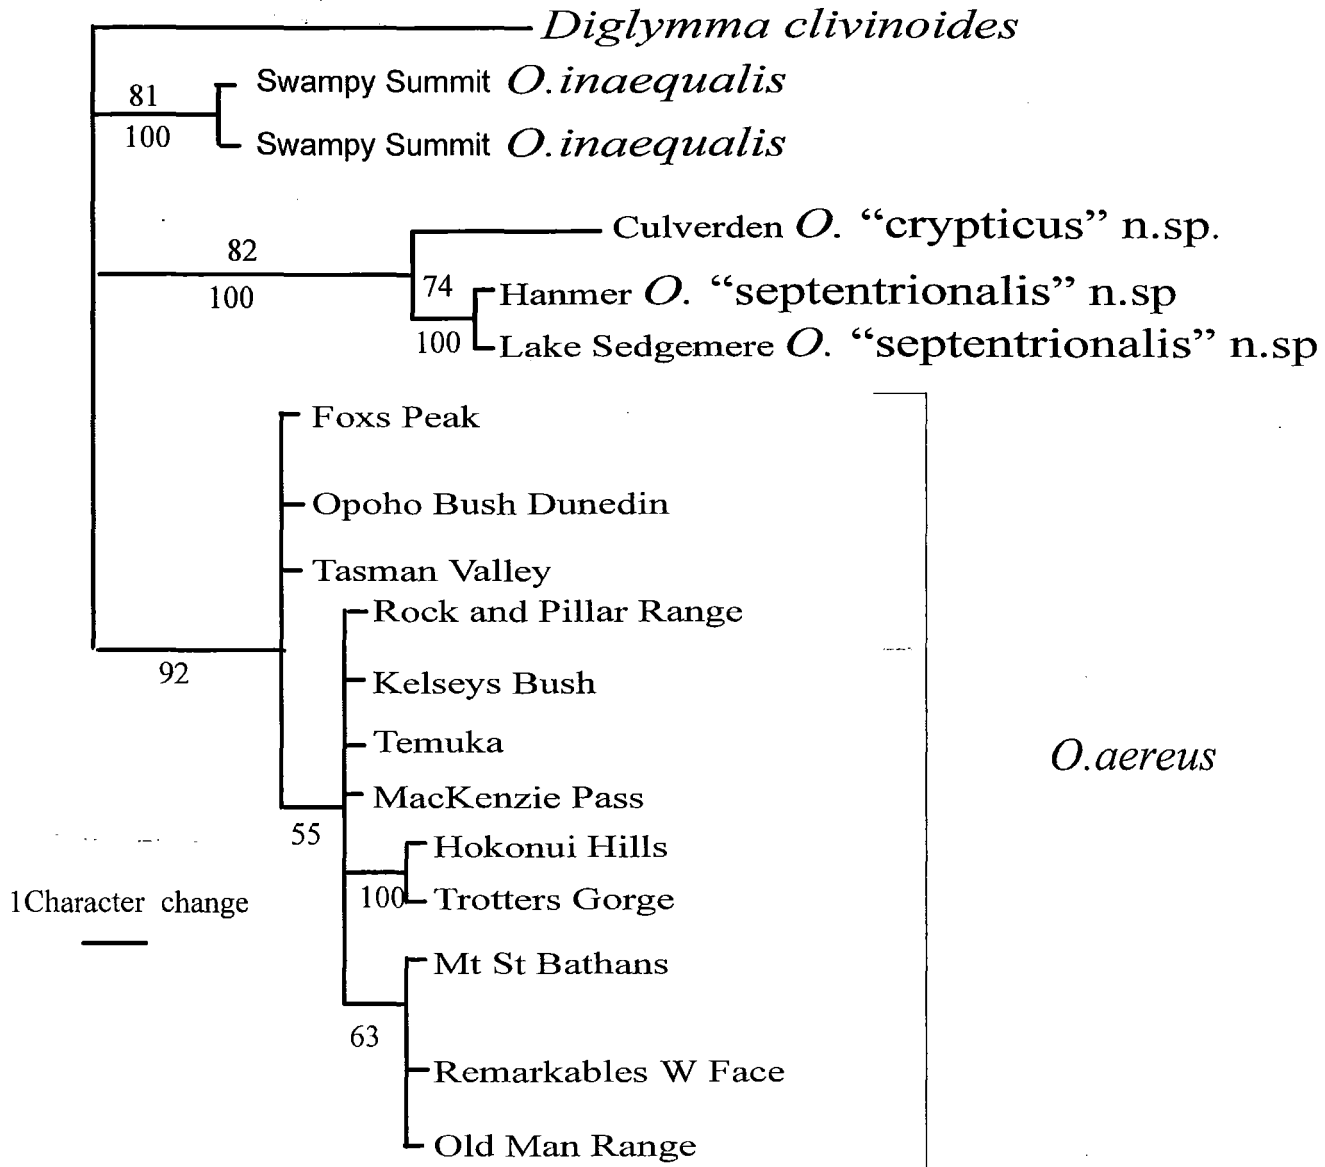 Diglymma clivinoides
81
Swampy Summit O.inaequalis
100
Swampy Summit O.inaequalis
Culverden O. “crypticus” n.sp.
82
100
74
Hanmer O. “septentrionalis” n.sp
100
Lake Sedgemere O. “septentrionalis” n.sp
Foxs Peak
Opoho Bush Dunedin
Tasman Valley
Rock and Pillar Range
92
Kelseys Bush
Temuka
O.aereus
MacKenzie Pass
55
Hokonui Hills
100
Trotters Gorge
1Character change
Mt St Bathans
63
Remarkables W Face
Old Man Range